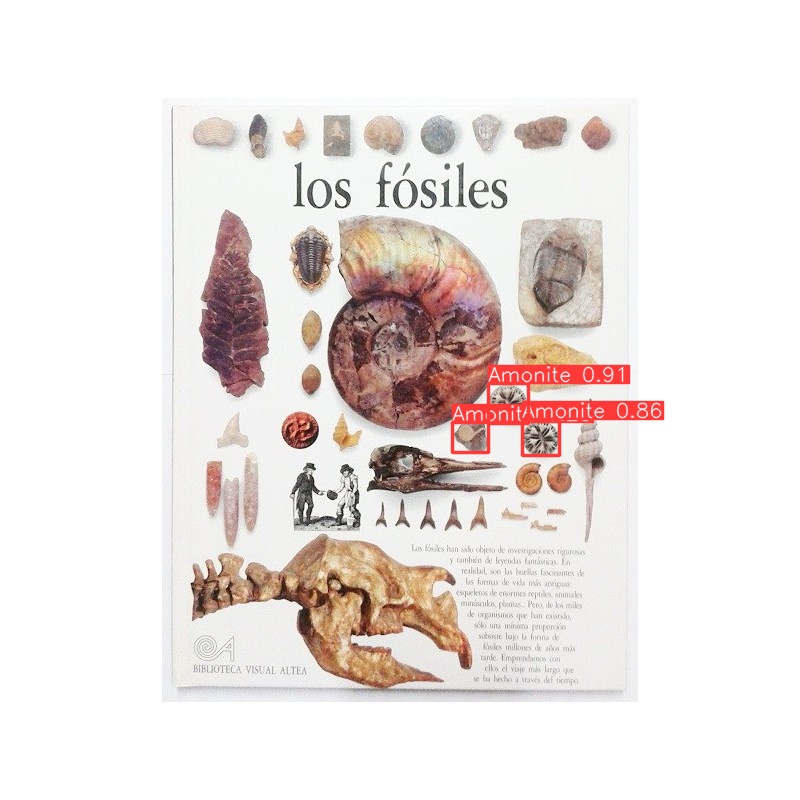 los fósiles
Amonite 0.91
Amonit
Amonite 0.86
Los fósiles han sido objeto de investigaciones rigurosas
y también de leyendas fantásticas. En
realidad, son las huellas fascinantes de
las formas de vida más antiguas:
esqueletos de enormes reptiles, animales
minúsculos, plantas... Pero, de los miles
de organismos que han existido,
sólo una mínima proporción
subsiste bajo la forma de
fósiles millones de años más
tarde. Emprendamos con
ellos el viaje más largo que
se ha hecho a través del tiempo.
BIBLIOTECA VISUAL ALTEA